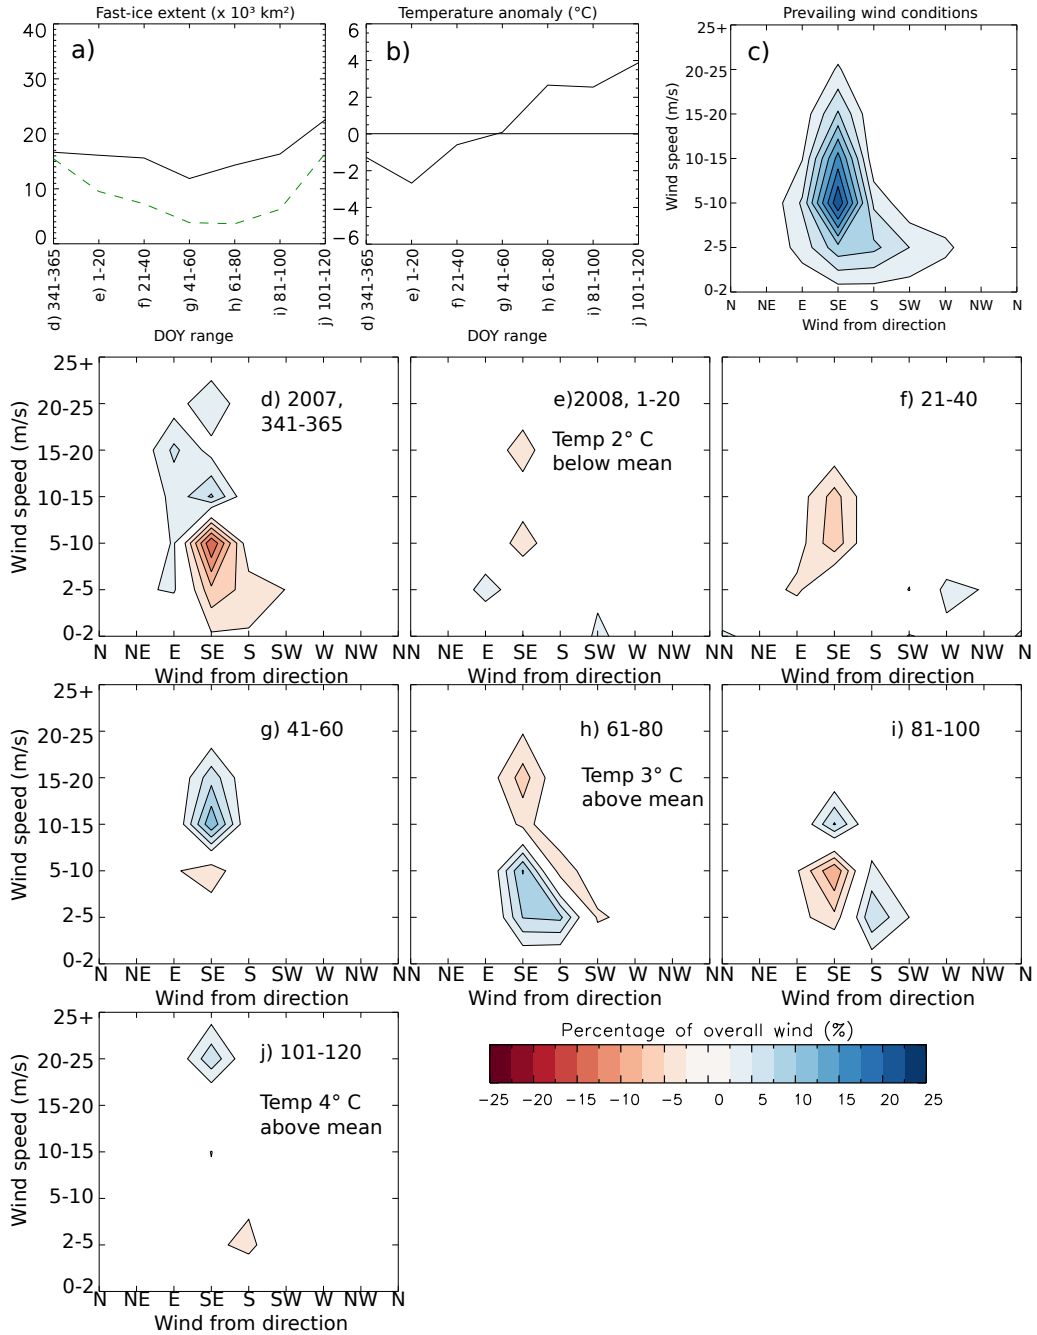 Fast-ice extent (x 10³ km²)
a)
40
30
20
10
0
d) 341-365
e) 1-20
f) 21-40
g) 41-60
h) 61-80
i) 81-100
j) 101-120
DOY range
Temperature anomaly (°C)
b)
6
4
2
0
−2
−4
−6
d) 341-365
e) 1-20
f) 21-40
g) 41-60
h) 61-80
i) 81-100
j) 101-120
DOY range
Prevailing wind conditions
c)
Wind speed (m/s)
25+
20-25
15-20
10-15
5-10
2-5
0-2
N NE E SE S SW W NW N
Wind from direction
Wind speed (m/s)
25+
20-25
15-20
10-15
5-10
2-5
0-2
d) 2007,
341-365
N NE E SE S SW W NW N
Wind from direction
e)2008, 1-20
Temp 2° C
below mean
N NE E SE S SW W NW N
Wind from direction
f) 21-40
N NE E SE S SW W NW N
Wind from direction
Wind speed (m/s)
25+
20-25
15-20
10-15
5-10
2-5
0-2
g) 41-60
N NE E SE S SW W NW N
Wind from direction
h) 61-80
Temp 3° C
above mean
N NE E SE S SW W NW N
Wind from direction
i) 81-100
N NE E SE S SW W NW N
Wind from direction
Wind speed (m/s)
25+
20-25
15-20
10-15
5-10
2-5
0-2
j) 101-120
Temp 4° C
above mean
N NE E SE S SW W NW N
Wind from direction
Percentage of overall wind (%)
−25 −20 −15 −10 −5 0 5 10 15 20 25